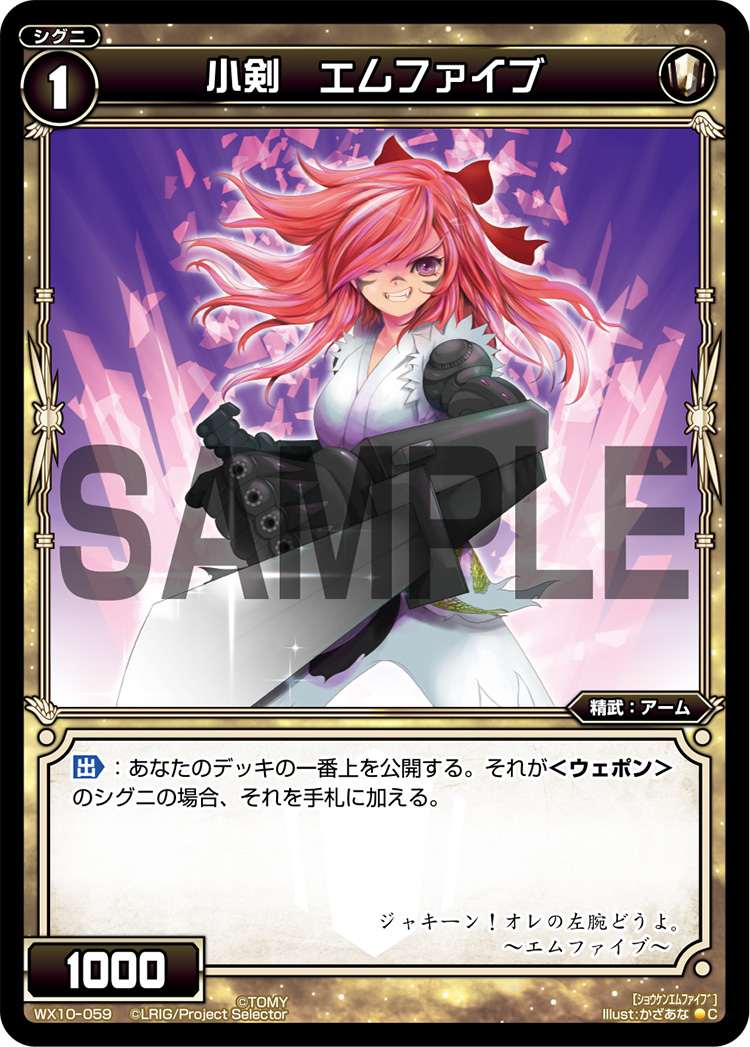 シグニ
1
小剣 エムファイブ
SAMPLE
精武：アーム
出：あなたのデッキの一番上を公開する。それが<ウェポン>
のシグニの場合、それを手札に加える。
ジャキーン！オレの左腕どうよ。
～エムファイブ～
1000
WX10-059 ©LRIG/Project Selector
©TOMY
[ショウケンエムファイブ]
Illust:かざあな C